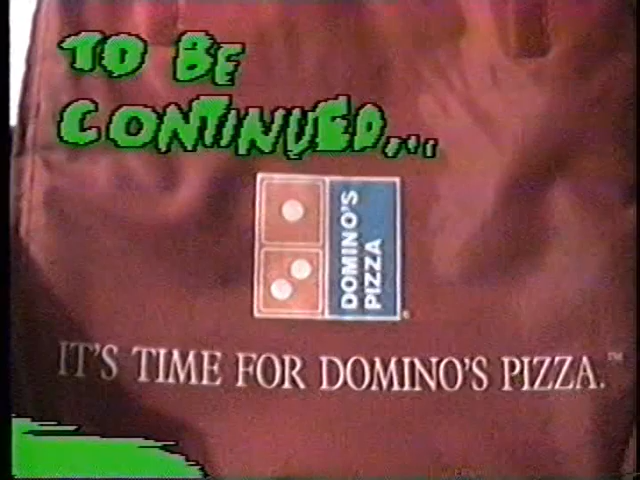 TO BE
CONTINUED...
DOMINO'S
PIZZA
IT'S TIME FOR DOMINO'S PIZZA.™